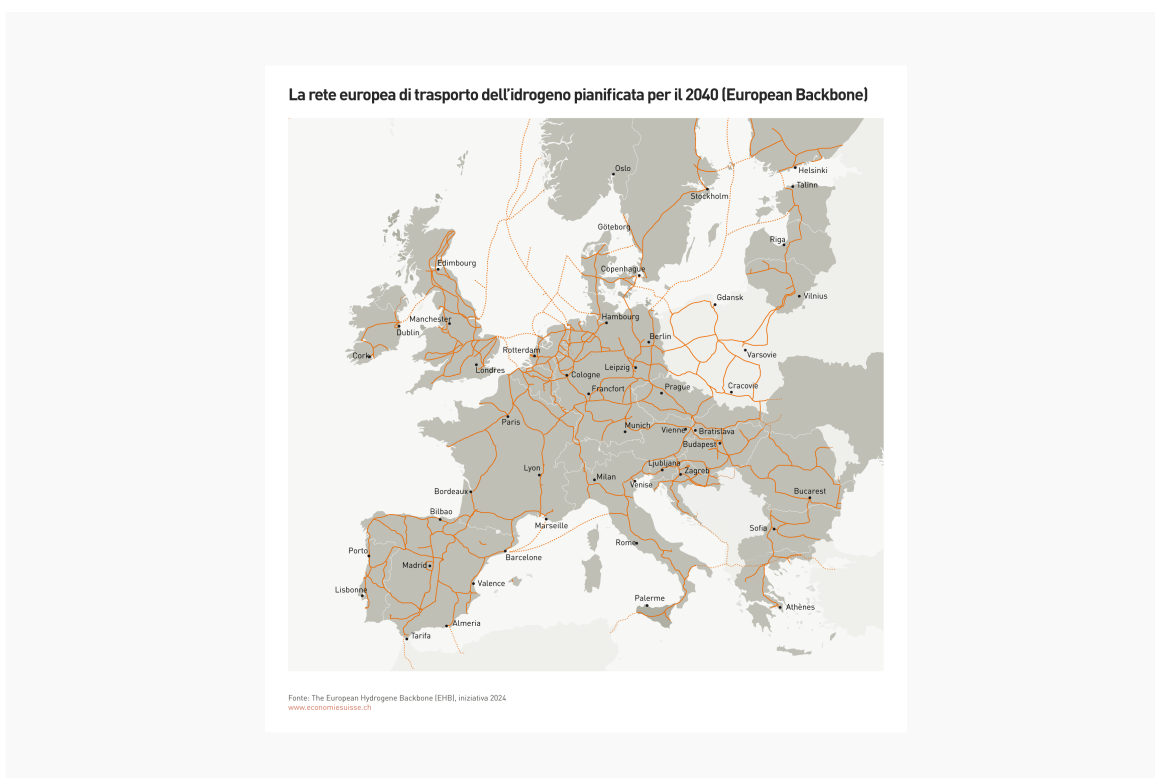 La rete europea di trasporto dell'idrogeno pianificata per il 2040 (European Backbone)
Oslo
Helsinki
Talinn
Stockholm
Göteborg
Riga
Edimbourg
Copenhague
Gdansk
Vilnius
Manchester
Hambourg
Dublin
Berlin
Rotterdam
Varsovie
Cork
Londres
Leipzig
Cologne
Francfort
Prague
Cracovie
Paris
Munich
Vienne
Bratislava
Budapest
Lyon
Ljubljana
Zagreb
Milan
Venise
Bordeaux
Bucarest
Bilbao
Marseille
Sofia
Rome
Porto
Barcelone
Madrid
Valence
Lisbonne
Palerme
Athènes
Almeria
Tarifa
Fonte: The European Hydrogene Backbone (EHB), iniziativa 2024
www.economiesuisse.ch